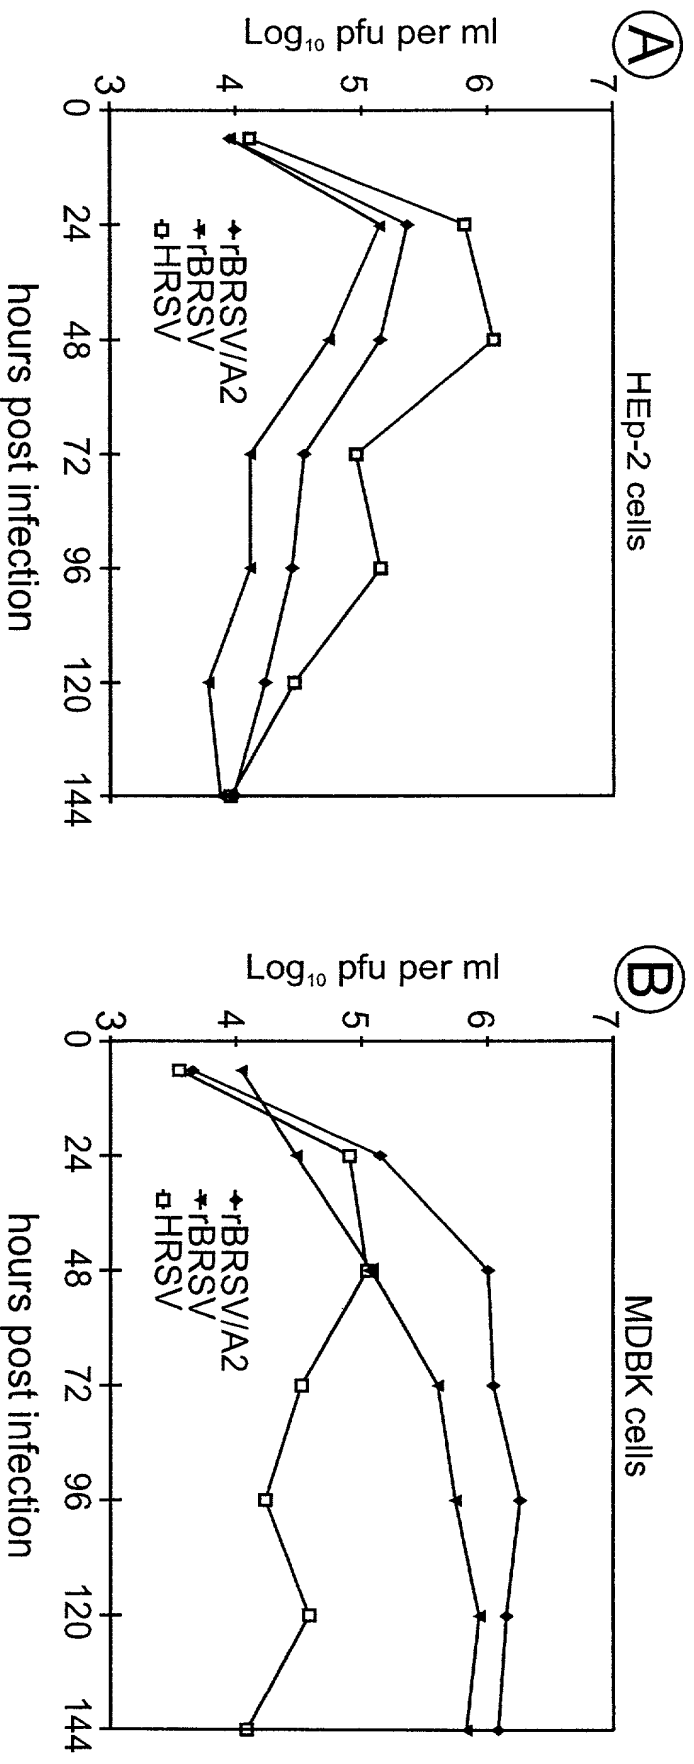 A
HEp-2 cells
Log₁₀ pfu per ml
7
6
5
4
3
rBRSV/A2
rBRSV
HRSV
0 24 48 72 96 120 144
hours post infection
B
MDBK cells
Log₁₀ pfu per ml
7
6
5
4
3
rBRSV/A2
rBRSV
HRSV
0 24 48 72 96 120 144
hours post infection